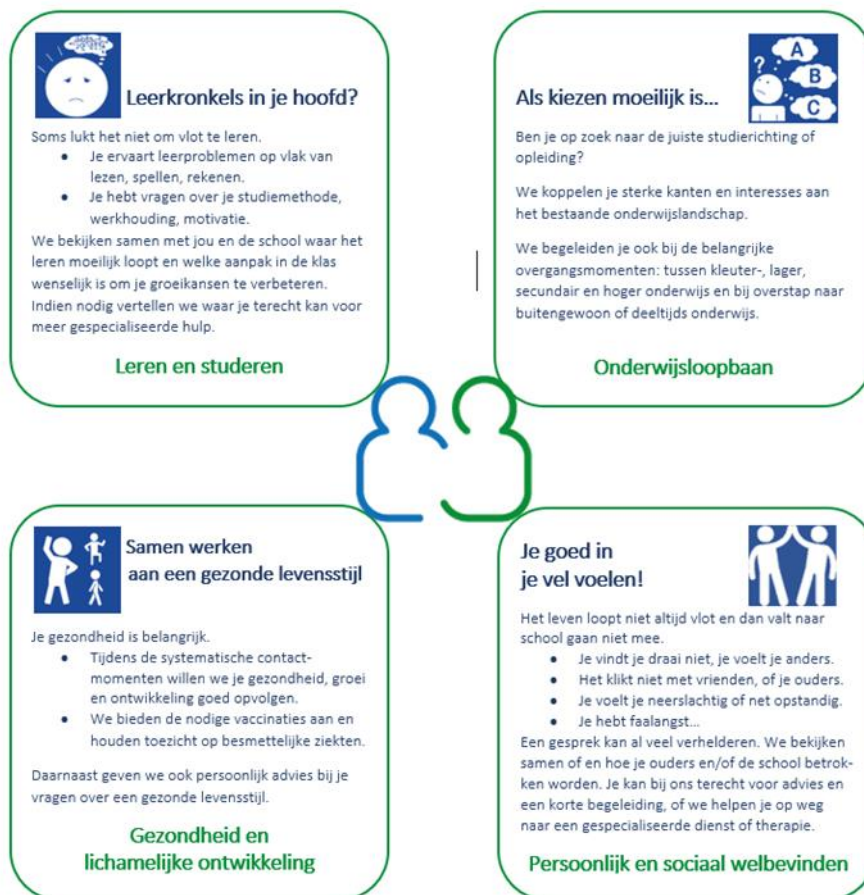 Leerkronkels in je hoofd?
Soms lukt het niet om vlot te leren.
• Je ervaart leerproblemen op vlak van
lezen, spellen, rekenen.
• Je hebt vragen over je studiemethode,
werkhouding, motivatie.
We bekijken samen met jou en de school waar het
leren moeilijk loopt en welke aanpak in de klas
wenselijk is om je groeikansen te verbeteren.
Indien nodig vertellen we waar je terecht kan voor
meer gespecialiseerde hulp.
Leren en studeren
A
?
B
C
Als kiezen moeilijk is...
Ben je op zoek naar de juiste studierichting of
opleiding?
We koppelen je sterke kanten en interesses aan
het bestaande onderwijslandschap.
We begeleiden je ook bij de belangrijke
overgangsmomenten: tussen kleuter-, lager,
secundair en hoger onderwijs en bij overstap naar
buitengewoon of deeltijds onderwijs.
Onderwijsloopbaan
Samen werken
aan een gezonde levensstijl
Je gezondheid is belangrijk.
• Tijdens de systematische contact-
momenten willen we je gezondheid, groei
en ontwikkeling goed opvolgen.
• We bieden de nodige vaccinaties aan en
houden toezicht op besmettelijke ziekten.
Daarnaast geven we ook persoonlijk advies bij je
vragen over een gezonde levensstijl.
Gezondheid en
lichamelijke ontwikkeling
Je goed in
je vel voelen!
Het leven loopt niet altijd vlot en dan valt naar
school gaan niet mee.
• Je vindt je draai niet, je voelt je anders.
• Het klikt niet met vrienden, of je ouders.
• Je voelt je neerslachtig of net opstandig.
• Je hebt faalangst...
Een gesprek kan al veel verhelderen. We bekijken
samen of en hoe je ouders en/of de school betrok-
ken worden. Je kan bij ons terecht voor advies en
een korte begeleiding, of we helpen je op weg
naar een gespecialiseerde dienst of therapie.
Persoonlijk en sociaal welbevinden